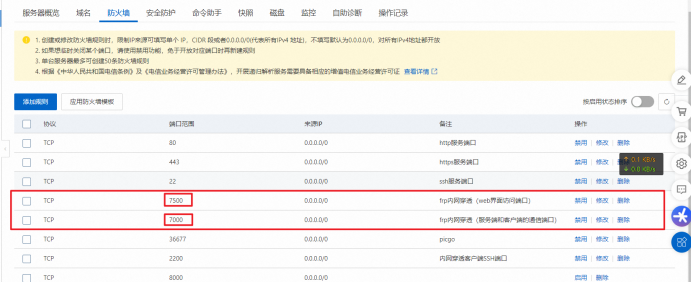 服务器概览 域名 防火墙 安全防护 命令助手 快照 磁盘 监控 自助诊断 操作记录
1. 创建或修改防火墙规则时，限制IP来源可填写单个 IP，CIDR 段或者0.0.0.0/0(代表所有IPv4 地址)，不填写默认为0.0.0.0/0，对所有IPv4地址都开放
2. 如果想临时关闭某个端口，请使用禁用功能，免于开放对应端口时再新建规则
3. 单台服务器最多可创建50条防火墙规则
4. 根据《中华人民共和国电信条例》及《电信业务经营许可管理办法》，开展递归解析服务需要具备相应的增值电信业务经营许可证 查看详情
添加规则 应用防火墙模板 按启用状态排序
协议 端口范围 来源IP 备注 操作
TCP 80 0.0.0.0/0 http服务端口 禁用 修改 删除
TCP 443 0.0.0.0/0 https服务端口 禁用 修改 删除
↑ 0.1 KB/s
↓ 0.0 KB/s
TCP 22 0.0.0.0/0 ssh服务端口 禁用 修改 删除
TCP 7500 0.0.0.0/0 frp内网穿透（web界面访问端口） 禁用 修改 删除
TCP 7000 0.0.0.0/0 frp内网穿透（服务端和客户端的通信端口） 禁用 修改 删除
TCP 36677 0.0.0.0/0 picgo 禁用 修改 删除
TCP 2200 0.0.0.0/0 内网穿透客户端SSH端口 禁用 修改 删除
TCP 8000 0.0.0.0/0 启用 修改 删除